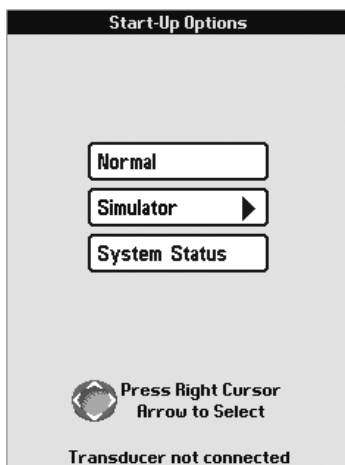 Start-Up Options
Normal
Simulator
System Status
Press Right Cursor
Arrow to Select
Transducer not connected